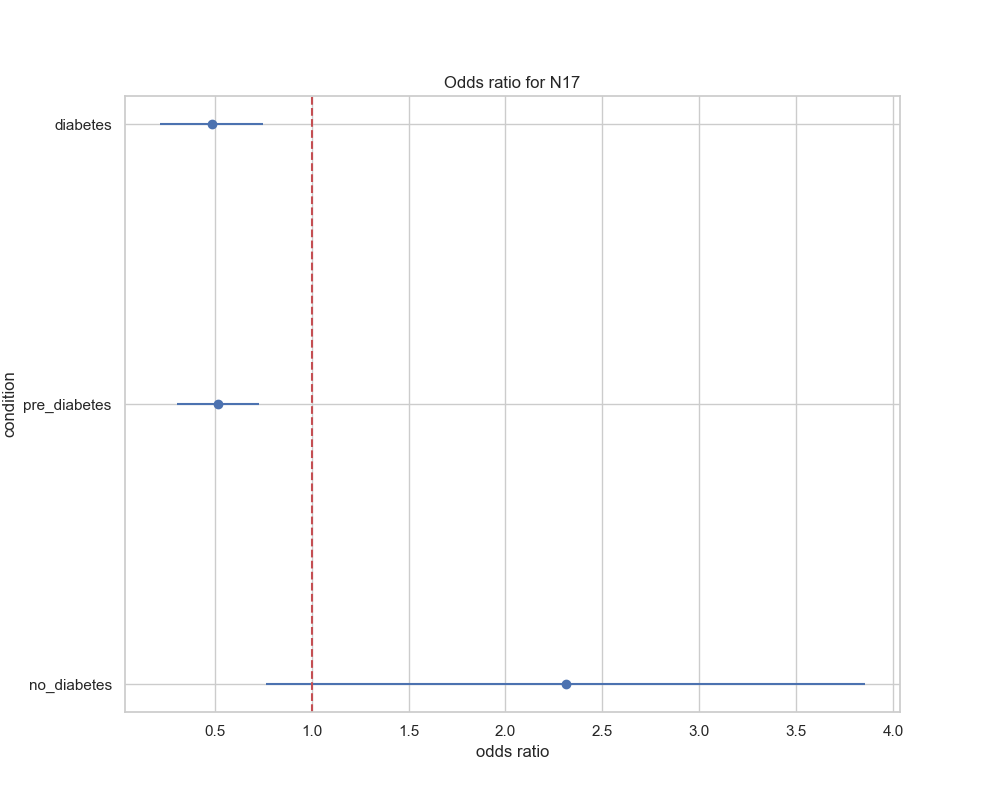 Odds ratio for N17
diabetes
pre_diabetes
no_diabetes
condition
0.5 1.0 1.5 2.0 2.5 3.0 3.5 4.0
odds ratio